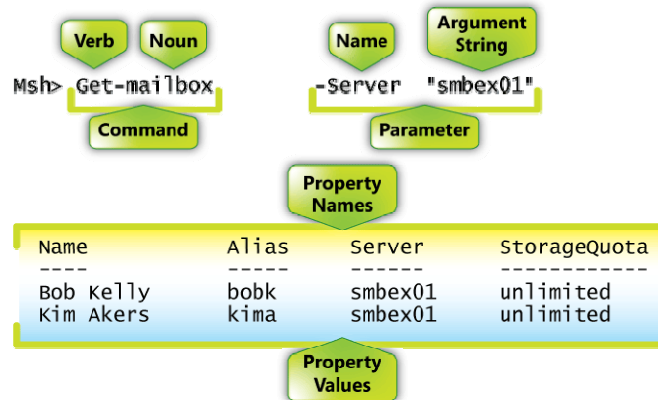 Verb Noun Name Argument String
Msh> Get-mailbox -Server "smbex01"
Command Parameter
Property Names
Name Alias Server StorageQuota
---- ----- ------ ------------
Bob Kelly bobk smbex01 unlimited
Kim Akers kima smbex01 unlimited
Property Values